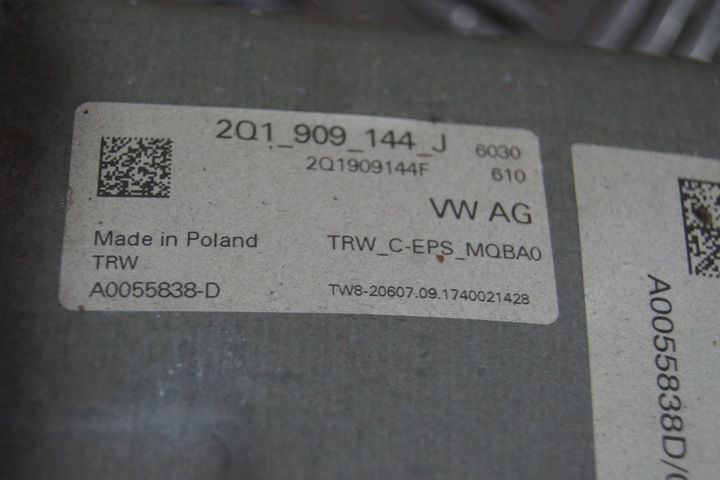 2Q1_909_144_J 6030
2Q1909144F 610
VW AG
Made in Poland TRW_C-EPS_MQBA0
TRW
A0055838-D TW8-20607.09.1740021428
A0055838D/